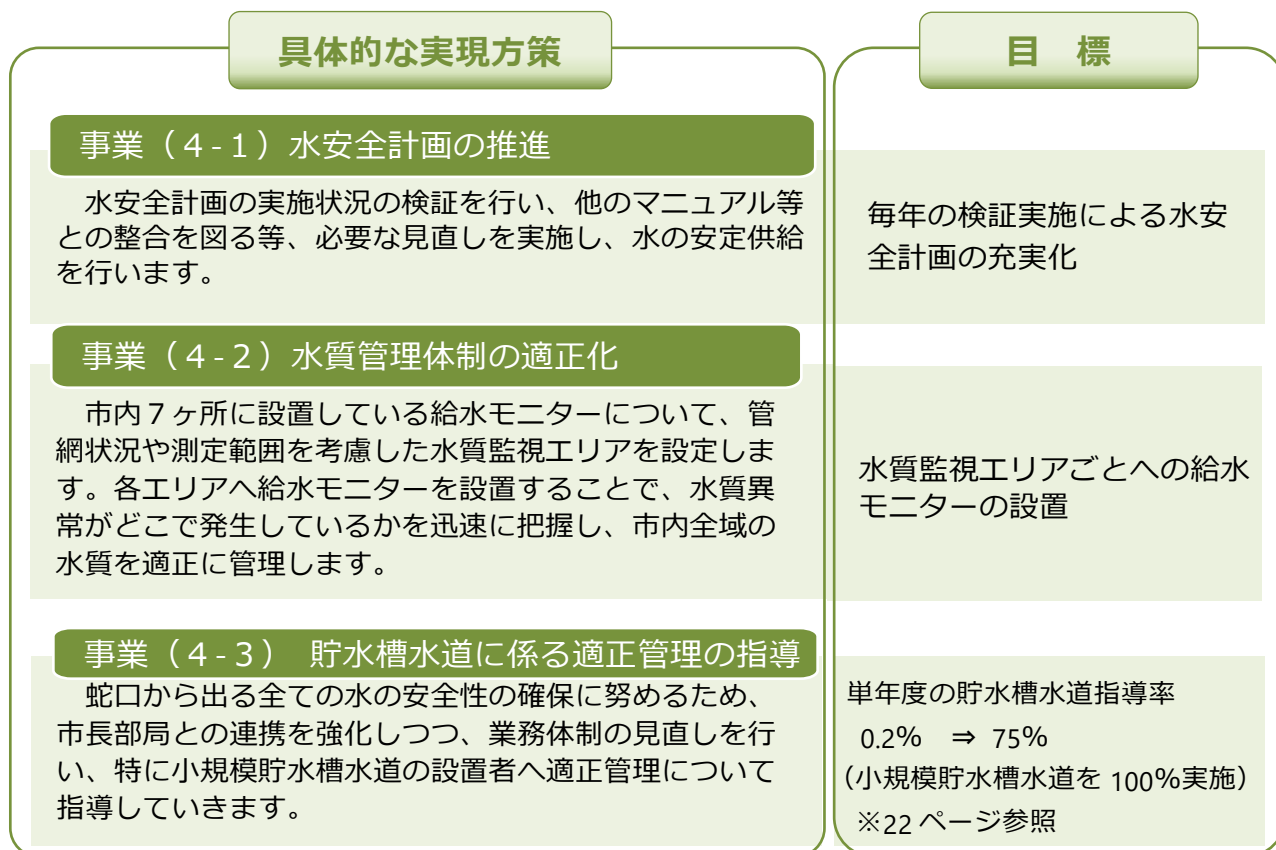 具体的な実現方策
目 標
事業（４-１）水安全計画の推進
水安全計画の実施状況の検証を行い、他のマニュアル等
との整合を図る等、必要な見直しを実施し、水の安定供給
を行います。
毎年の検証実施による水安
全計画の充実化
事業（４-２）水質管理体制の適正化
市内７ヶ所に設置している給水モニターについて、管
網状況や測定範囲を考慮した水質監視エリアを設定しま
す。各エリアへ給水モニターを設置することで、水質異
常がどこで発生しているかを迅速に把握し、市内全域の
水質を適正に管理します。
水質監視エリアごとへの給水
モニターの設置
事業（４-３） 貯水槽水道に係る適正管理の指導
蛇口から出る全ての水の安全性の確保に努めるため、
市長部局との連携を強化しつつ、業務体制の見直しを行
い、特に小規模貯水槽水道の設置者へ適正管理について
指導していきます。
単年度の貯水槽水道指導率
0.2% ⇒ 75%
（小規模貯水槽水道を 100%実施）
※22 ページ参照